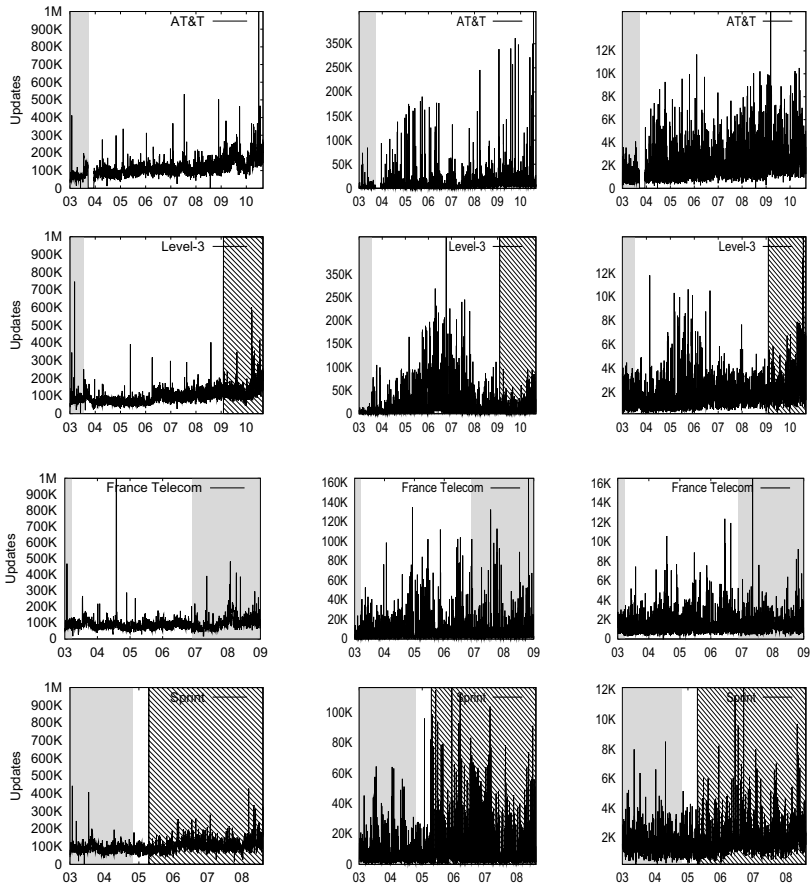 AT&T
Updates
1M
900K
800K
700K
600K
500K
400K
300K
200K
100K
0
03 04 05 06 07 08 09 10
AT&T
350K
300K
250K
200K
150K
100K
50K
0
03 04 05 06 07 08 09 10
AT&T
12K
10K
8K
6K
4K
2K
03 04 05 06 07 08 09 10
Level-3
Updates
1M
900K
800K
700K
600K
500K
400K
300K
200K
100K
0
03 04 05 06 07 08 09 10
Level-3
350K
300K
250K
200K
150K
100K
50K
0
03 04 05 06 07 08 09 10
Level-3
14K
12K
10K
8K
6K
4K
2K
03 04 05 06 07 08 09 10
France Telecom
Updates
1M
900K
800K
700K
600K
500K
400K
300K
200K
100K
0
03 04 05 06 07 08 09
France Telecom
160K
140K
120K
100K
80K
60K
40K
20K
0
03 04 05 06 07 08 09
France Telecom
16K
14K
12K
10K
8K
6K
4K
2K
0
03 04 05 06 07 08 09
Sprint
Updates
1M
900K
800K
700K
600K
500K
400K
300K
200K
100K
0
03 04 05 06 07 08
Sprint
100K
80K
60K
40K
20K
0
03 04 05 06 07 08
Sprint
12K
10K
8K
6K
4K
2K
03 04 05 06 07 08